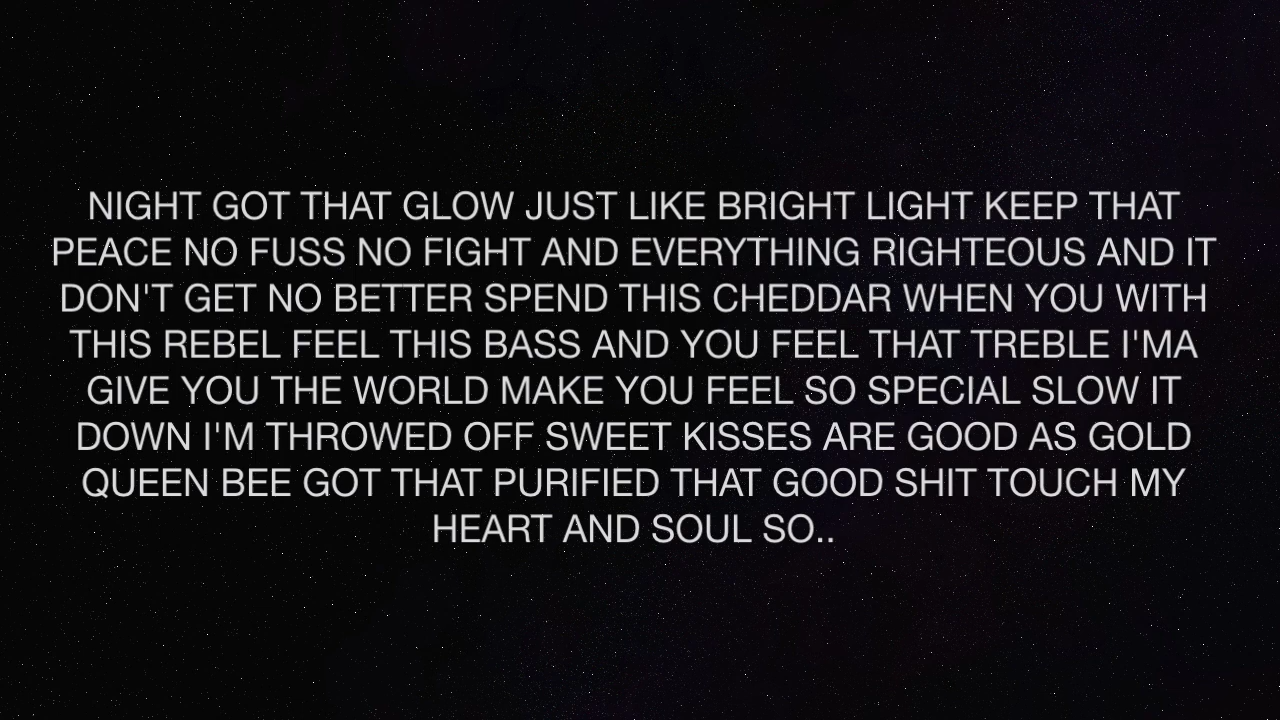 NIGHT GOT THAT GLOW JUST LIKE BRIGHT LIGHT KEEP THAT
PEACE NO FUSS NO FIGHT AND EVERYTHING RIGHTEOUS AND IT
DON'T GET NO BETTER SPEND THIS CHEDDAR WHEN YOU WITH
THIS REBEL FEEL THIS BASS AND YOU FEEL THAT TREBLE I'MA
GIVE YOU THE WORLD MAKE YOU FEEL SO SPECIAL SLOW IT
DOWN I'M THROWED OFF SWEET KISSES ARE GOOD AS GOLD
QUEEN BEE GOT THAT PURIFIED THAT GOOD SHIT TOUCH MY
HEART AND SOUL SO..